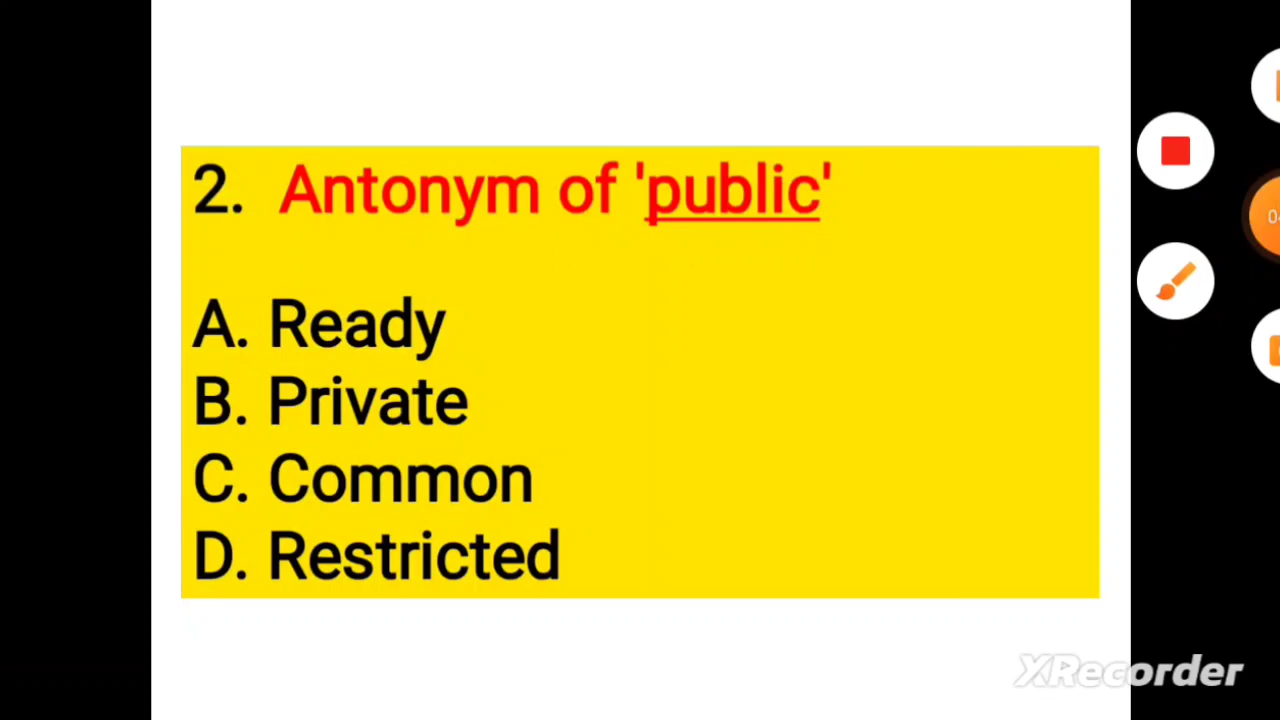 2. Antonym of 'public'
A. Ready
B. Private
C. Common
D. Restricted
XRecorder